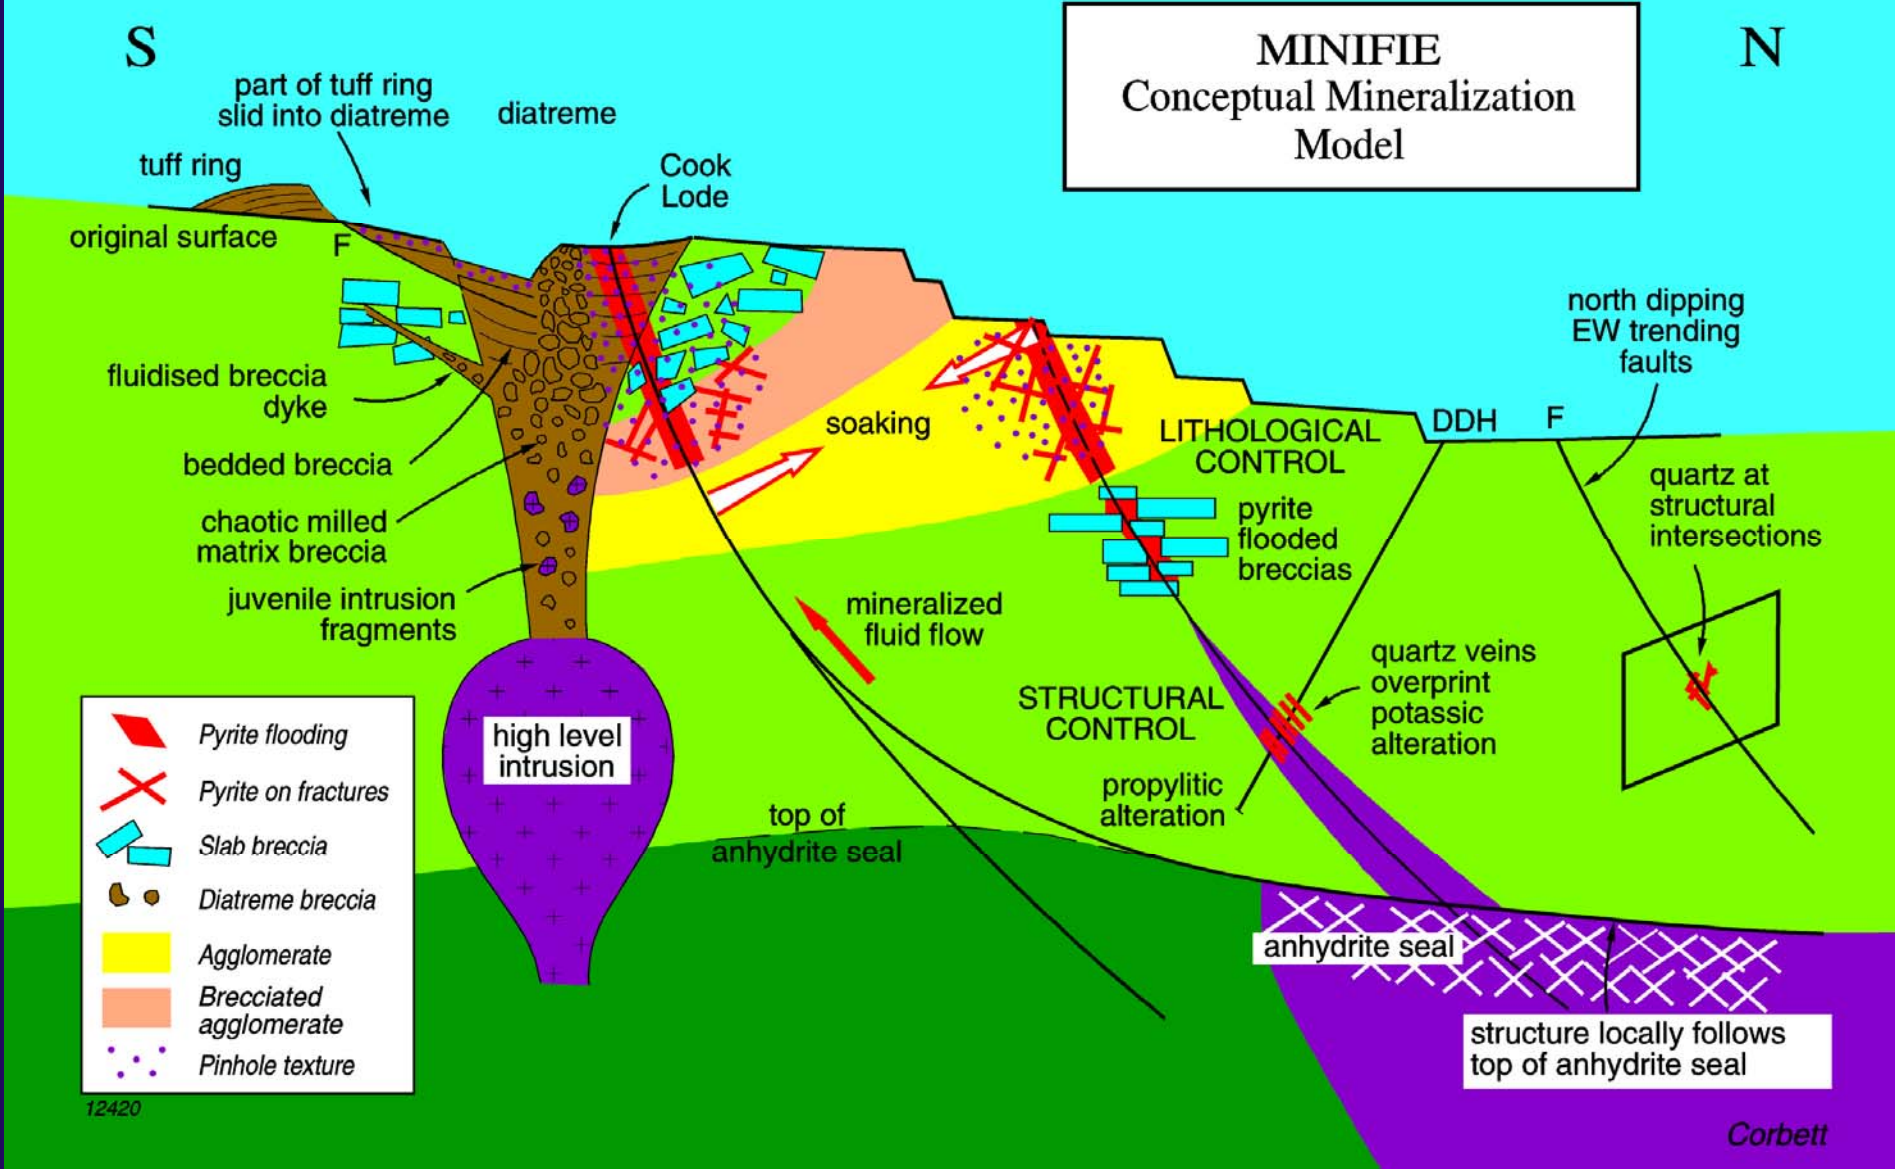 S
N
MINIFIE
Conceptual Mineralization
Model
part of tuff ring
slid into diatreme
diatreme
tuff ring
Cook
Lode
original surface
F
north dipping
EW trending
faults
fluidised breccia
dyke
soaking
LITHOLOGICAL
CONTROL
DDH
F
bedded breccia
quartz at
structural
intersections
chaotic milled
matrix breccia
pyrite
flooded
breccias
juvenile intrusion
fragments
mineralized
fluid flow
quartz veins
overprint
potassic
alteration
STRUCTURAL
CONTROL
high level
intrusion
propylitic
alteration
top of
anhydrite seal
anhydrite seal
structure locally follows
top of anhydrite seal
Pyrite flooding
Pyrite on fractures
Slab breccia
Diatreme breccia
Agglomerate
Brecciated
agglomerate
Pinhole texture
12420
Corbett